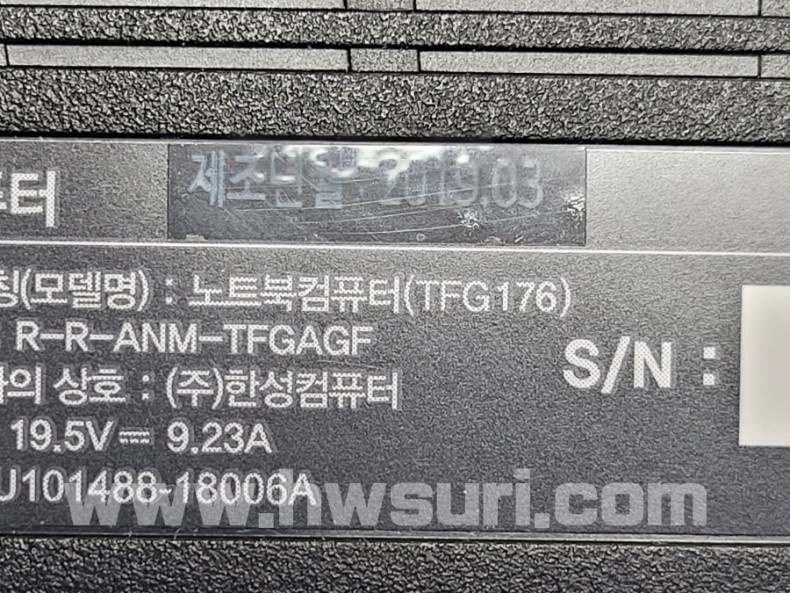 제조년월 : 2019.03
퓨터
칭(모델명) : 노트북컴퓨터(TFG176)
R-R-ANM-TFGAGF
S/N :
의 상호 : (주)한성컴퓨터
19.5V⎓ 9.23A
U101488-18006A
www.hwsuri.com